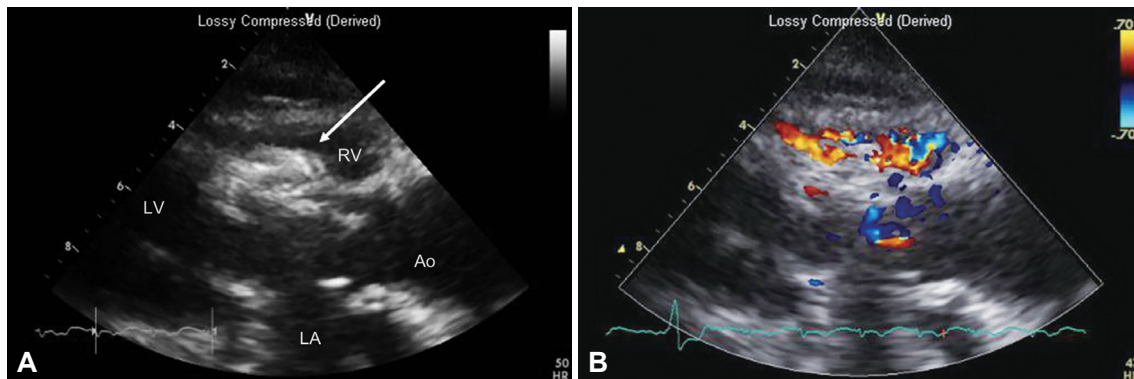 Lossy Compressed (Derived)
V
2
4
6
8
RV
LV
Ao
LA
50
HR
A
Lossy Compressed (Derived)
V
.70
-.70
2
4
6
8
B